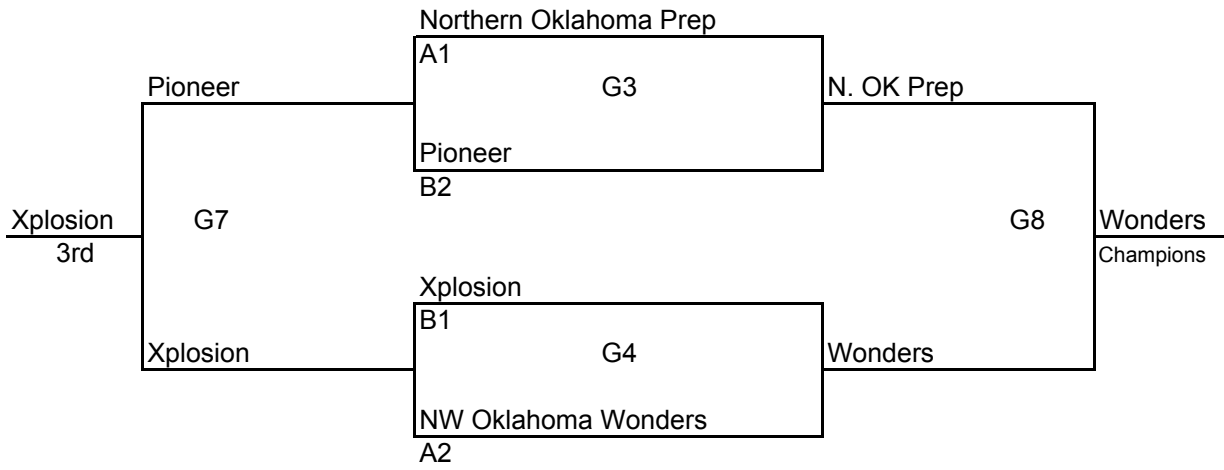 Northern Oklahoma Prep
A1
Pioneer
G3
N. OK Prep
Pioneer
B2
Xplosion
G7
G8
Wonders
3rd
Champions
Xplosion
B1
Xplosion
G4
Wonders
NW Oklahoma Wonders
A2